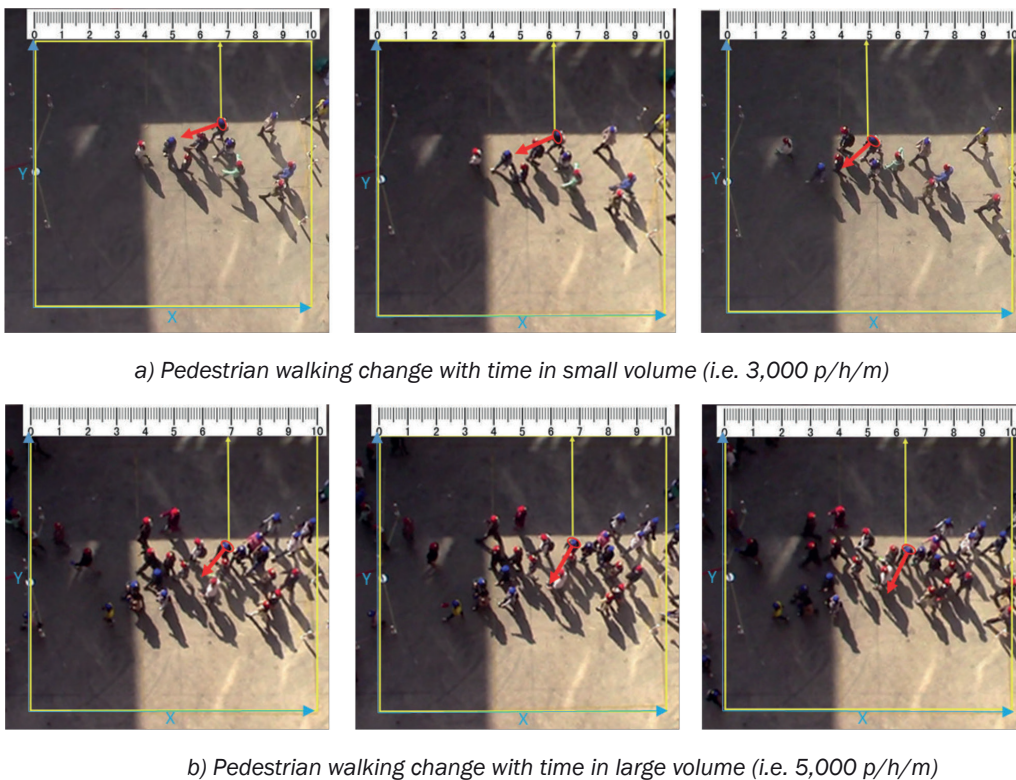 0 1 2 3 4 5 6 7 8 9 10
0 1 2 3 4 5 6 7 8 9 10
0 1 2 3 4 5 6 7 8 9 10
Y
Y
Y
X
X
X
a) Pedestrian walking change with time in small volume (i.e. 3,000 p/h/m)
0 1 2 3 4 5 6 7 8 9 10
0 1 2 3 4 5 6 7 8 9 10
0 1 2 3 4 5 6 7 8 9 10
Y
Y
Y
X
X
X
b) Pedestrian walking change with time in large volume (i.e. 5,000 p/h/m)